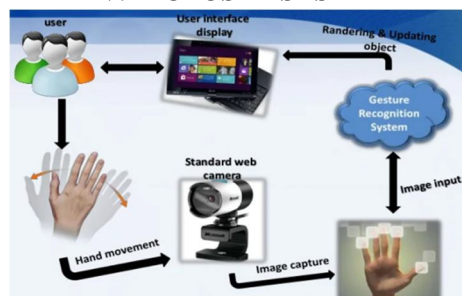 user
User interface
display
Randering & Updating
object
Gesture
Recognition
System
Standard web
camera
Image input
Hand movement
Image capture